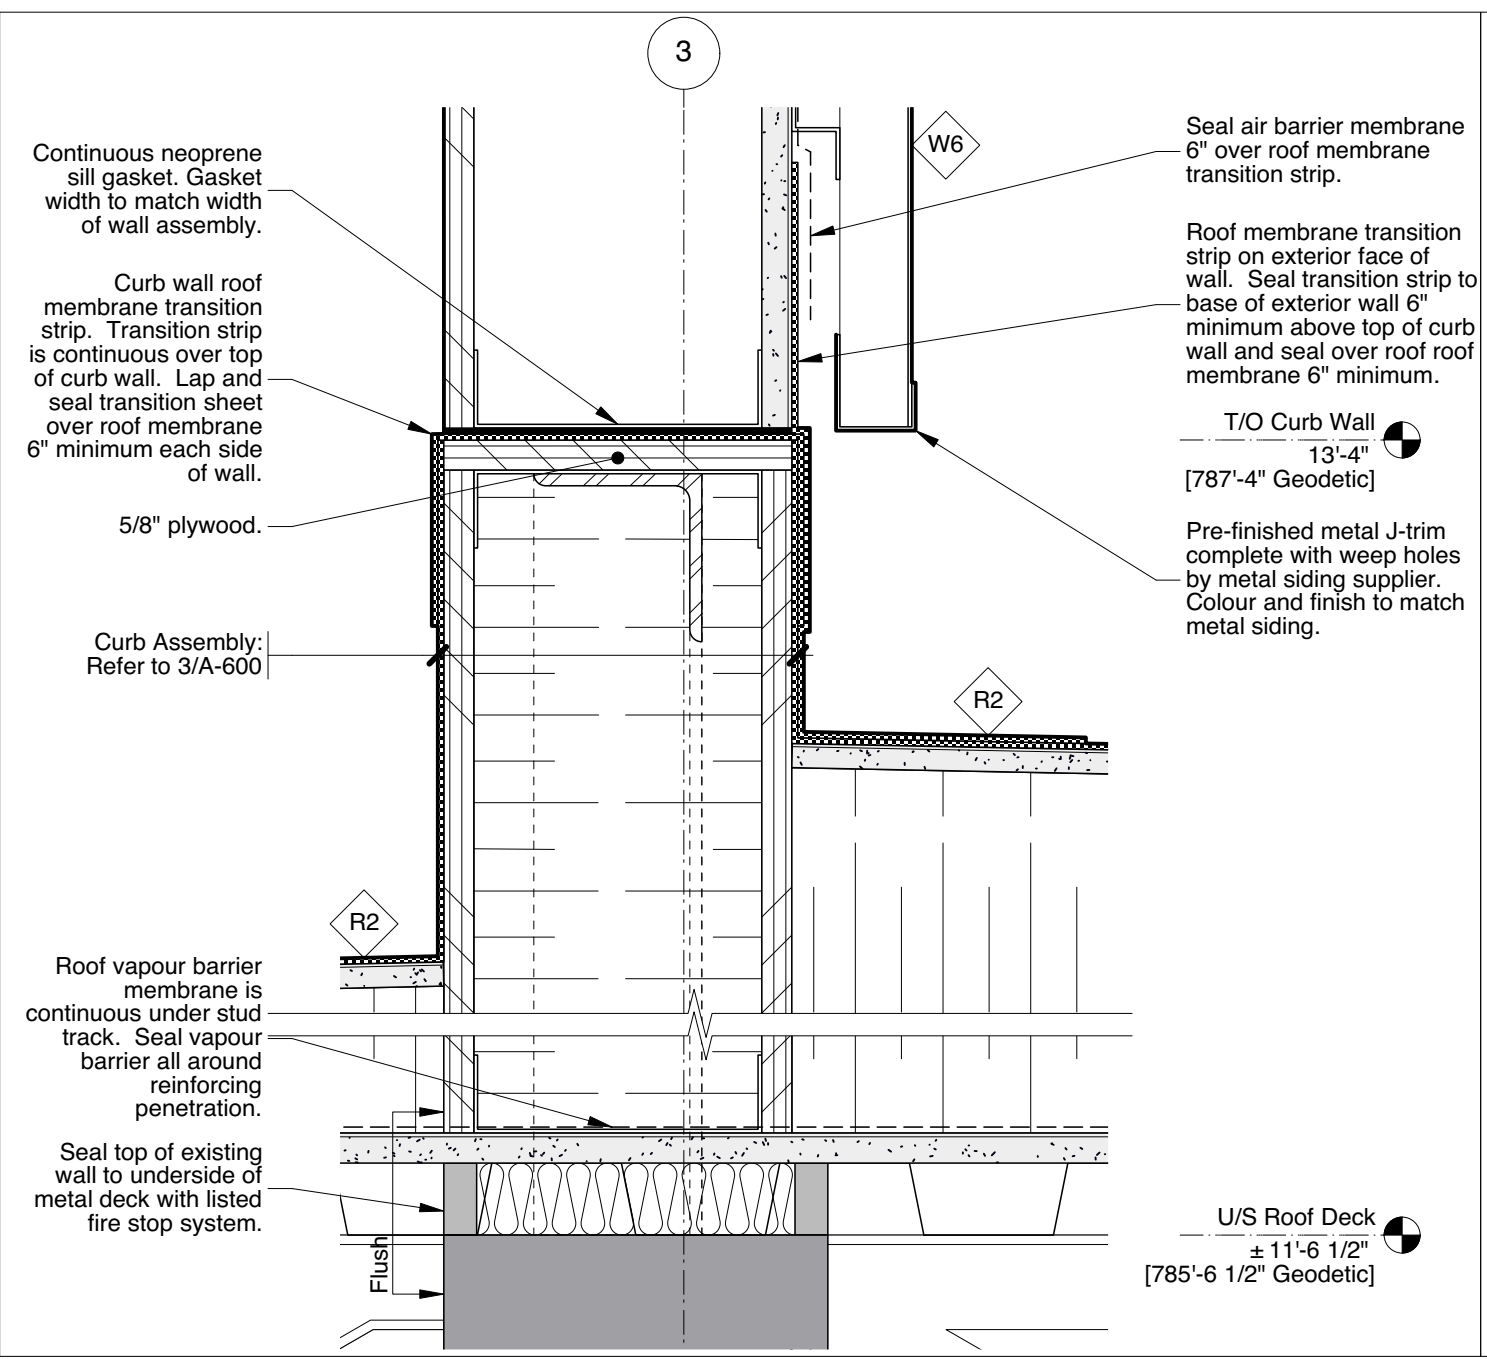 3
Continuous neoprene
sill gasket. Gasket
width to match width
of wall assembly.
Curb wall roof
membrane transition
strip.  Transition strip
is continuous over top
of curb wall.  Lap and
seal transition sheet
over roof membrane
6" minimum each side
of wall.
5/8" plywood.
Curb Assembly:
Refer to 3/A-600
R2
Roof vapour barrier
membrane is
continuous under stud
track.  Seal vapour
barrier all around
reinforcing
penetration.
Seal top of existing
wall to underside of
metal deck with listed
fire stop system.
Flush
W6
Seal air barrier membrane
6" over roof membrane
transition strip.
Roof membrane transition
strip on exterior face of
wall.  Seal transition strip to
base of exterior wall 6"
minimum above top of curb
wall and seal over roof roof
membrane 6" minimum.
T/O Curb Wall
13'-4"
[787'-4" Geodetic]
Pre-finished metal J-trim
complete with weep holes
by metal siding supplier.
Colour and finish to match
metal siding.
R2
U/S Roof Deck
± 11'-6 1/2"
[785'-6 1/2" Geodetic]